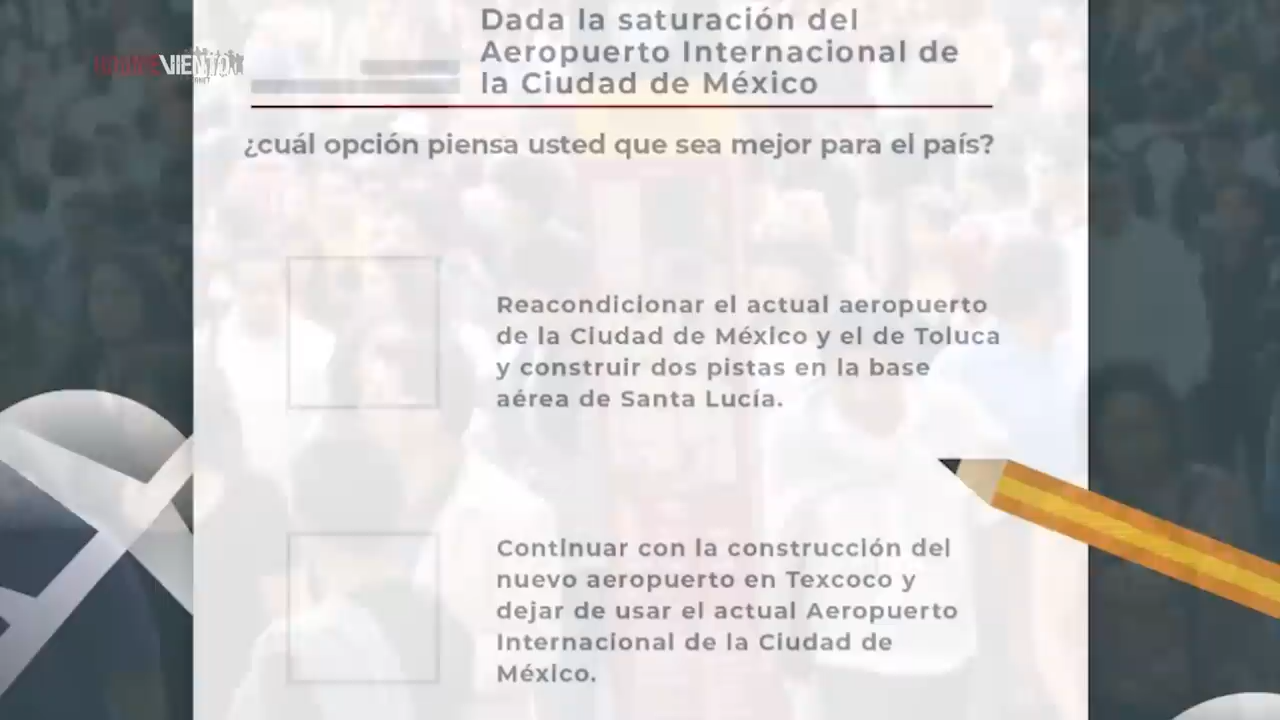 Dada la saturación del
Aeropuerto Internacional de
la Ciudad de México
¿cuál opción piensa usted que sea mejor para el país?
Reacondicionar el actual aeropuerto
de la Ciudad de México y el de Toluca
y construir dos pistas en la base
aérea de Santa Lucía.
Continuar con la construcción del
nuevo aeropuerto en Texcoco y
dejar de usar el actual Aeropuerto
Internacional de la Ciudad de
México.